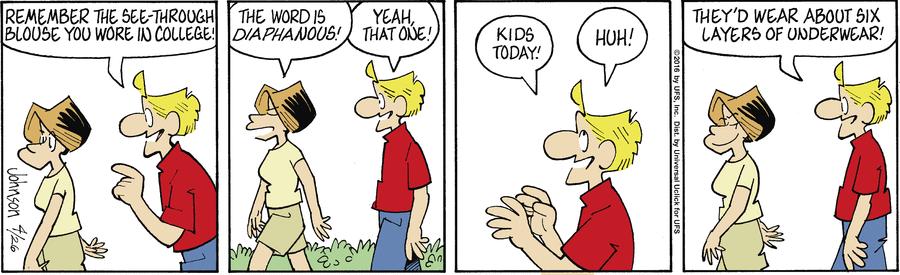 REMEMBER THE SEE-THROUGH
BLOUSE YOU WORE IN COLLEGE!
Johnson 4/26
THE WORD IS
DIAPHANOUS!
YEAH,
THAT ONE!
KIDS
TODAY!
HUH!
©2016 by UFS, Inc. Dist. by Universal Uclick for UFS
THEY'D WEAR ABOUT SIX
LAYERS OF UNDERWEAR!